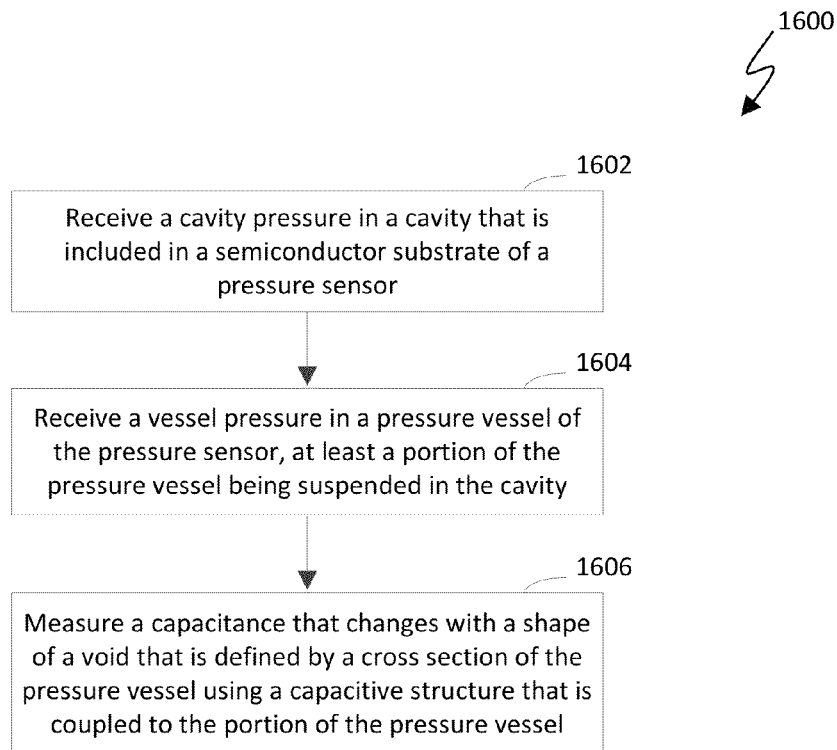 1600
1602
Receive a cavity pressure in a cavity that is
included in a semiconductor substrate of a
pressure sensor
1604
Receive a vessel pressure in a pressure vessel of
the pressure sensor, at least a portion of the
pressure vessel being suspended in the cavity
1606
Measure a capacitance that changes with a shape
of a void that is defined by a cross section of the
pressure vessel using a capacitive structure that is
coupled to the portion of the pressure vessel